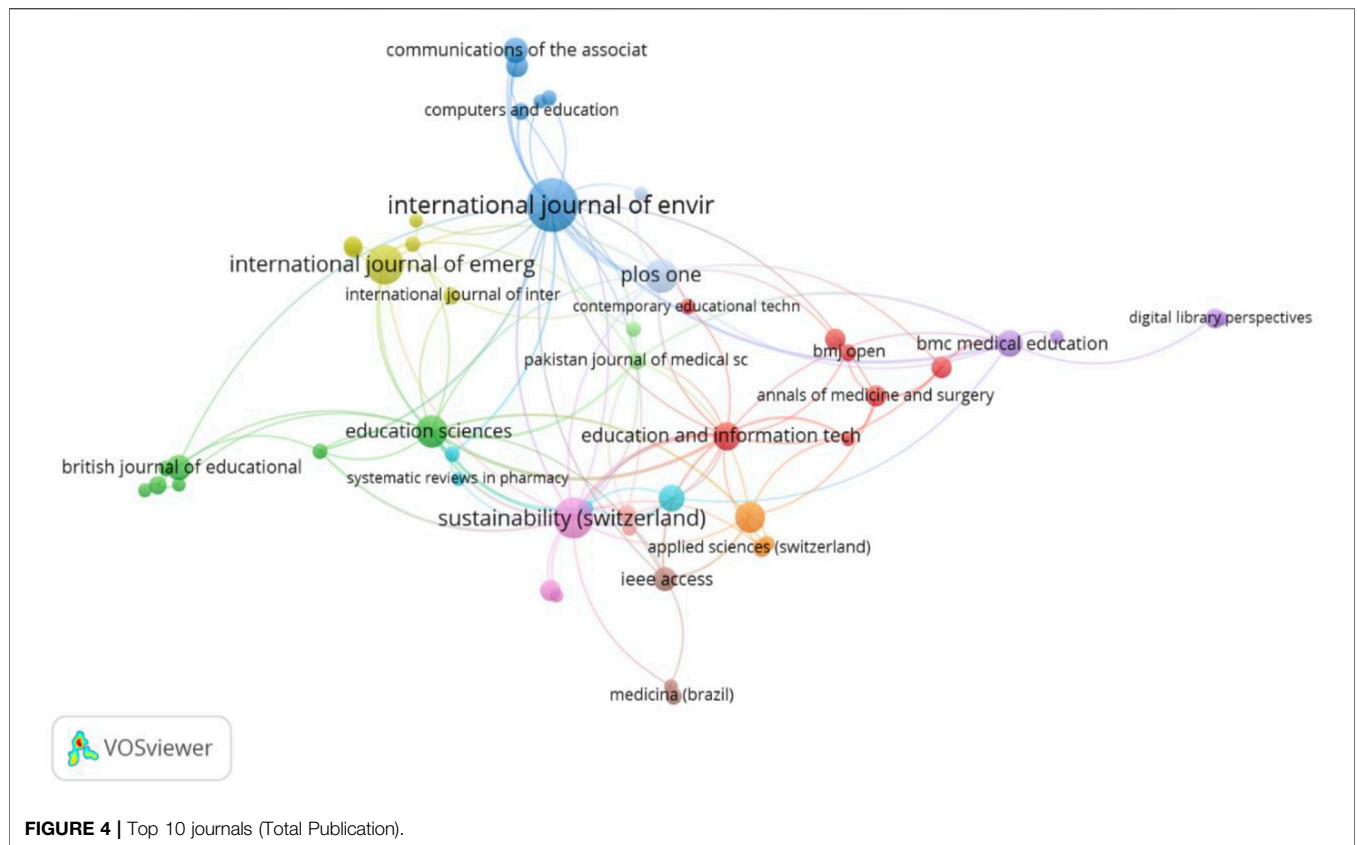 communications of the associat
computers and education
international journal of envir
international journal of emerg
plos one
international journal of inter
contemporary educational techn
digital library perspectives
bmj open
bmc medical education
pakistan journal of medical sc
annals of medicine and surgery
education sciences
education and information tech
british journal of educational
systematic reviews in pharmacy
sustainability (switzerland)
applied sciences (switzerland)
ieee access
medicina (brazil)
VOSviewer
FIGURE 4 | Top 10 journals (Total Publication).